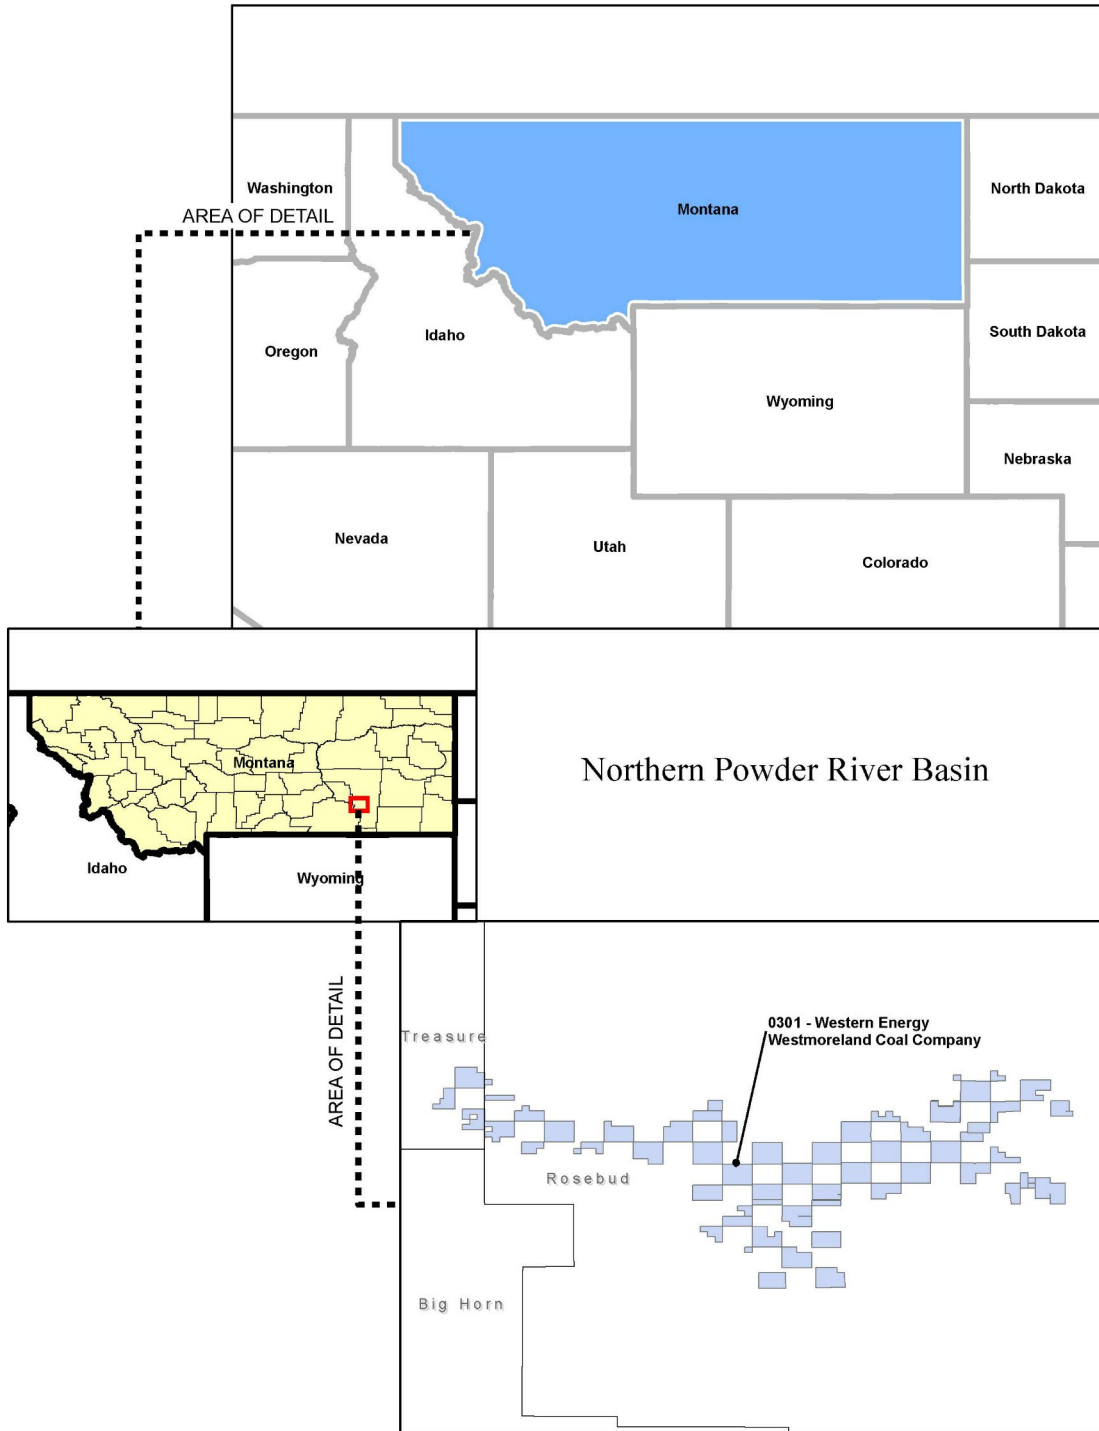 Washington
North Dakota
AREA OF DETAIL
Montana
Idaho
South Dakota
Oregon
Wyoming
Nebraska
Nevada
Utah
Colorado
Montana
Northern Powder River Basin
Idaho
Wyoming
AREA OF DETAIL
0301 - Western Energy
Westmoreland Coal Company
Treasure
Rosebud
Big Horn